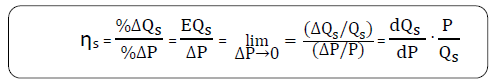 ηs = %ΔQs/%ΔP = EQs/ΔP = lim ΔP→0 = (ΔQs/Qs)/(ΔP/P) = dQs/dP · P/Qs